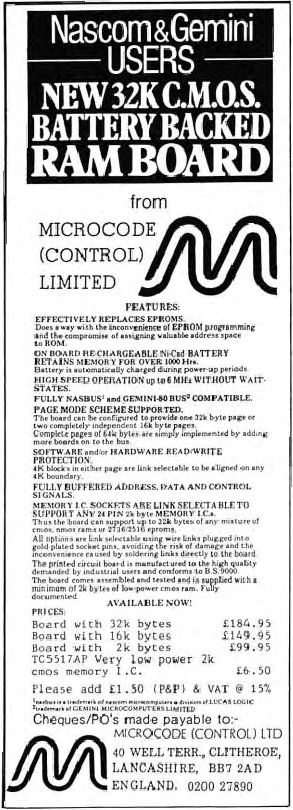 Nascom&Gemini
USERS
NEW 32K C.M.O.S.
BATTERY BACKED
RAM BOARD
from
MICROCODE
(CONTROL)
LIMITED
FEATURES:
EFFECTIVELY REPLACES EPROMS.
Does away with the inconvenience of EPROM programming
and the compromise of assigning valuable address space
to ROM.
ON BOARD RE-CHARGEABLE Ni-Cad BATTERY
RETAINS MEMORY FOR OVER 1000 Hrs.
Battery is automatically charged during power-up periods.
HIGH SPEED OPERATION up to 6 MHz WITHOUT WAIT-
STATES.
FULLY NASBUS¹ and GEMINI-80 BUS² COMPATIBLE.
PAGE MODE SCHEME SUPPORTED.
The board can be configured to provide one 32k byte page or
two completely independent 16k byte pages.
Complete pages of 64k bytes are simply implemented by adding
more boards on to the bus.
SOFTWARE and/or HARDWARE READ/WRITE
PROTECTION.
4K blocks in either page are link selectable to be aligned on any
4K boundary.
FULLY BUFFERED ADDRESS, DATA AND CONTROL
SIGNALS.
MEMORY I.C. SOCKETS ARE LINK SELECTABLE TO
SUPPORT ANY 24 PIN 2k byte MEMORY I.C.s.
Thus the board can support up to 32k bytes of any mixture of
cmos, nmos rams or 2716/2516 eproms.
All options are link selectable using wire links plugged into
gold-plated socket pins, avoiding the risk of damage and the
inconvenience caused by soldering links directly to the board.
The printed circuit board is manufactured to the high quality
demanded by industrial users and conforms to B.S.9000.
The board comes assembled and tested and is supplied with a
minimum of 2k bytes of low-power cmos ram. Fully
documented
AVAILABLE NOW!
PRICES:
Board with 32k bytes £184.95
Board with 16k bytes £149.95
Board with 2k bytes £99.95
TC5517AP Very low power 2k
cmos memory I.C. £6.50
Please add £1.50 (P&P) & VAT @ 15%
¹nasbus is a trademark of nascom microcomputers a division of LUCAS LOGIC
²trademark of GEMINI MICROCOMPUTERS LIMITED
Cheques/PO's made payable to:-
MICROCODE (CONTROL) LTD
40 WELL TERR., CLITHEROE,
LANCASHIRE, BB7 2AD
ENGLAND. 0200 27890